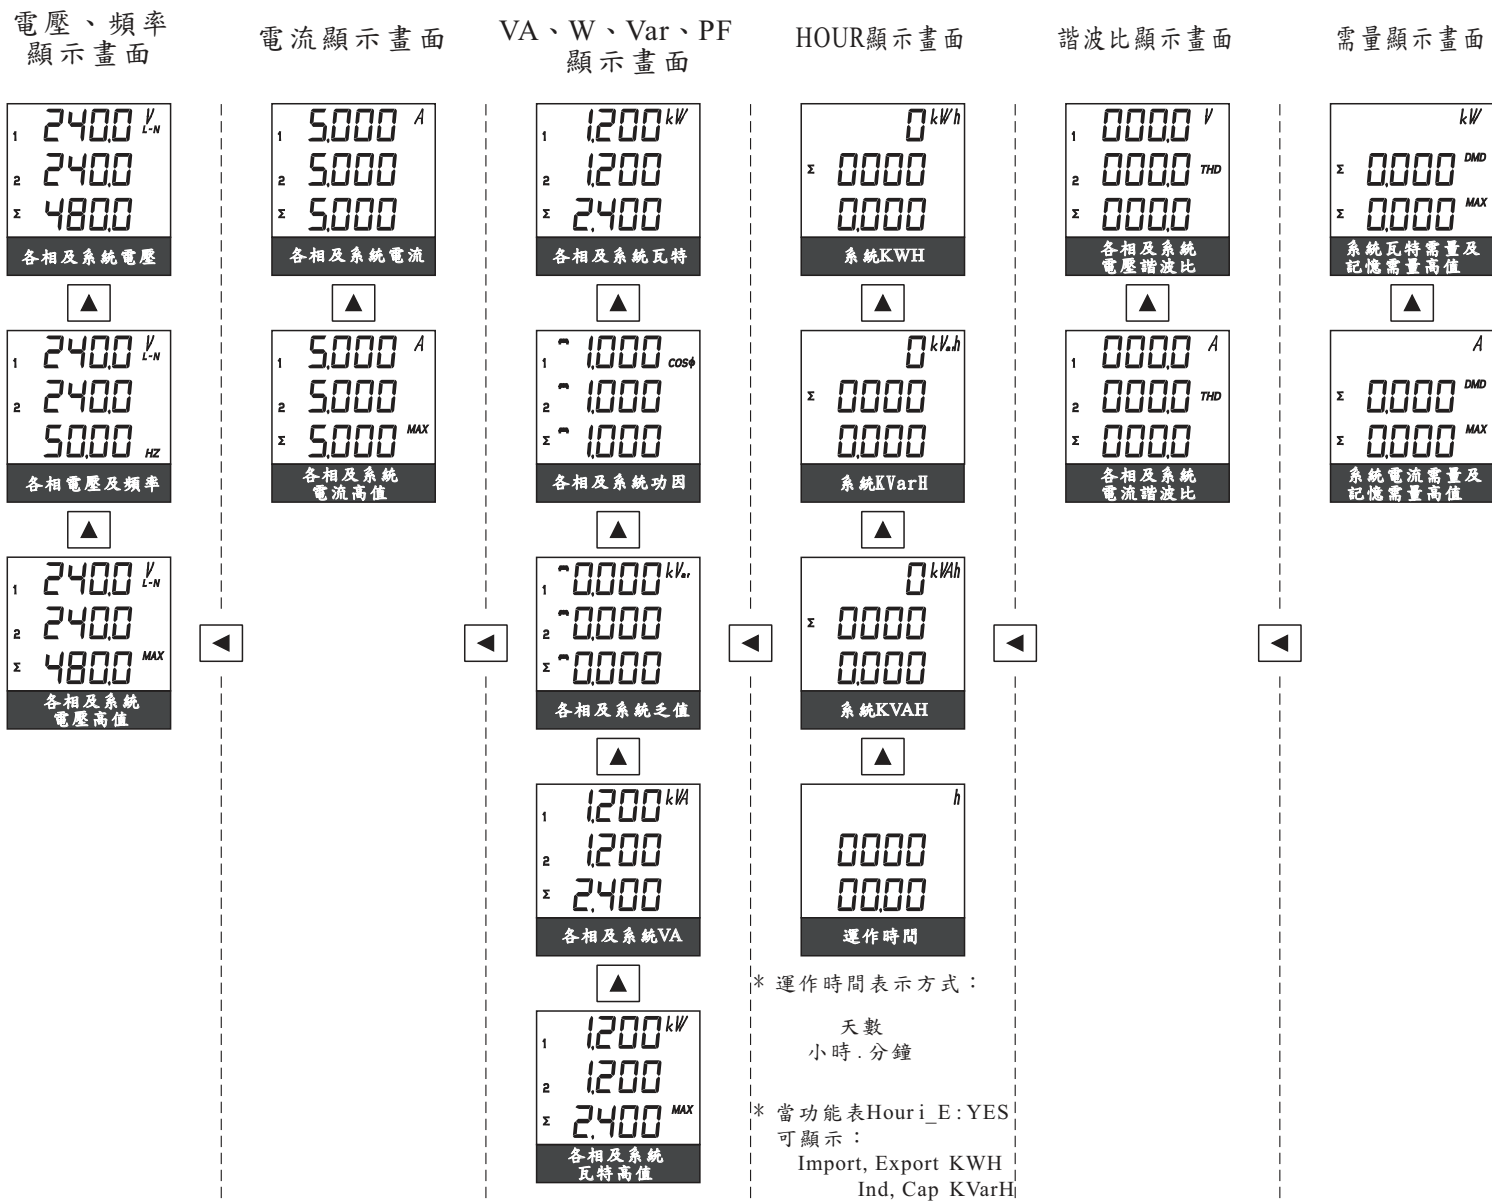 電壓、頻率
顯示畫面
240.0 V
1 L-N
2 240.0
Σ 480.0
各相及系統電壓
▲
240.0 V
1 L-N
2 240.0
50.00 HZ
各相電壓及頻率
▲
240.0 V
1 L-N
2 240.0
Σ 480.0 MAX
各相及系統
電壓高值
◄
電流顯示畫面
1 5.000 A
2 5.000
Σ 5.000
各相及系統電流
▲
1 5.000 A
2 5.000
Σ 5.000 MAX
各相及系統
電流高值
◄
VA、W、Var、PF
顯示畫面
1 1.200 kW
2 1.200
Σ 2.400
各相及系統瓦特
▲
1 1.000 COSϕ
2 1.000
Σ 1.000
各相及系統功因
▲
1 0.000 kVar
2 0.000
Σ 0.000
各相及系統乏值
▲
1 1.200 kVA
2 1.200
Σ 2.400
各相及系統VA
▲
1 1.200 kW
2 1.200
Σ 2.400 MAX
各相及系統
瓦特高值
◄
HOUR顯示畫面
0 kWh
Σ 0000
0.000
系統KWH
▲
0 kVarh
Σ 0000
0.000
系統KVarH
▲
0 kVAh
Σ 0000
0.000
系統KVAH
▲
h
0000
00.00
運作時間
* 運作時間表示方式：
天數
小時.分鐘
* 當功能表Hour i_E:YES
可顯示：
Import, Export KWH
Ind, Cap KVarH
◄
諧波比顯示畫面
1 000.0 V
2 000.0 THD
Σ 000.0
各相及系統
電壓諧波比
▲
1 000.0 A
2 000.0 THD
Σ 000.0
各相及系統
電流諧波比
◄
需量顯示畫面
kW
Σ 0.000 DMD
0.000 MAX
系統瓦特需量及
記憶需量高值
▲
A
Σ 0.000 DMD
Σ 0.000 MAX
系統電流需量及
記憶需量高值